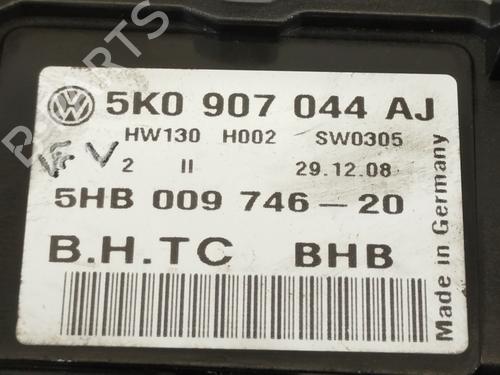 PARTS
5K0 907 044 AJ
HW130 H002 SW0305
2 II 29.12.08
5HB 009 746-20
B.H.TC BHB
Made in Germany